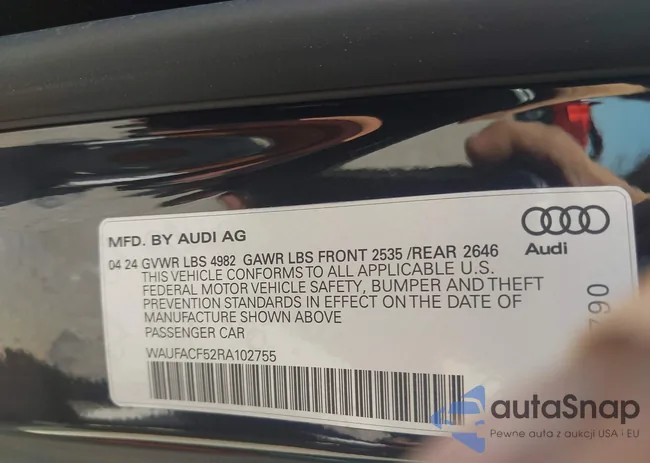 MFD. BY AUDI AG
04 24 GVWR LBS 4982 GAWR LBS FRONT 2535 /REAR 2646
THIS VEHICLE CONFORMS TO ALL APPLICABLE U.S.
FEDERAL MOTOR VEHICLE SAFETY, BUMPER AND THEFT
PREVENTION STANDARDS IN EFFECT ON THE DATE OF
MANUFACTURE SHOWN ABOVE
PASSENGER CAR
WAUFACF52RA102755
Audi
autaSnap
Pewne auta z aukcji USA i EU